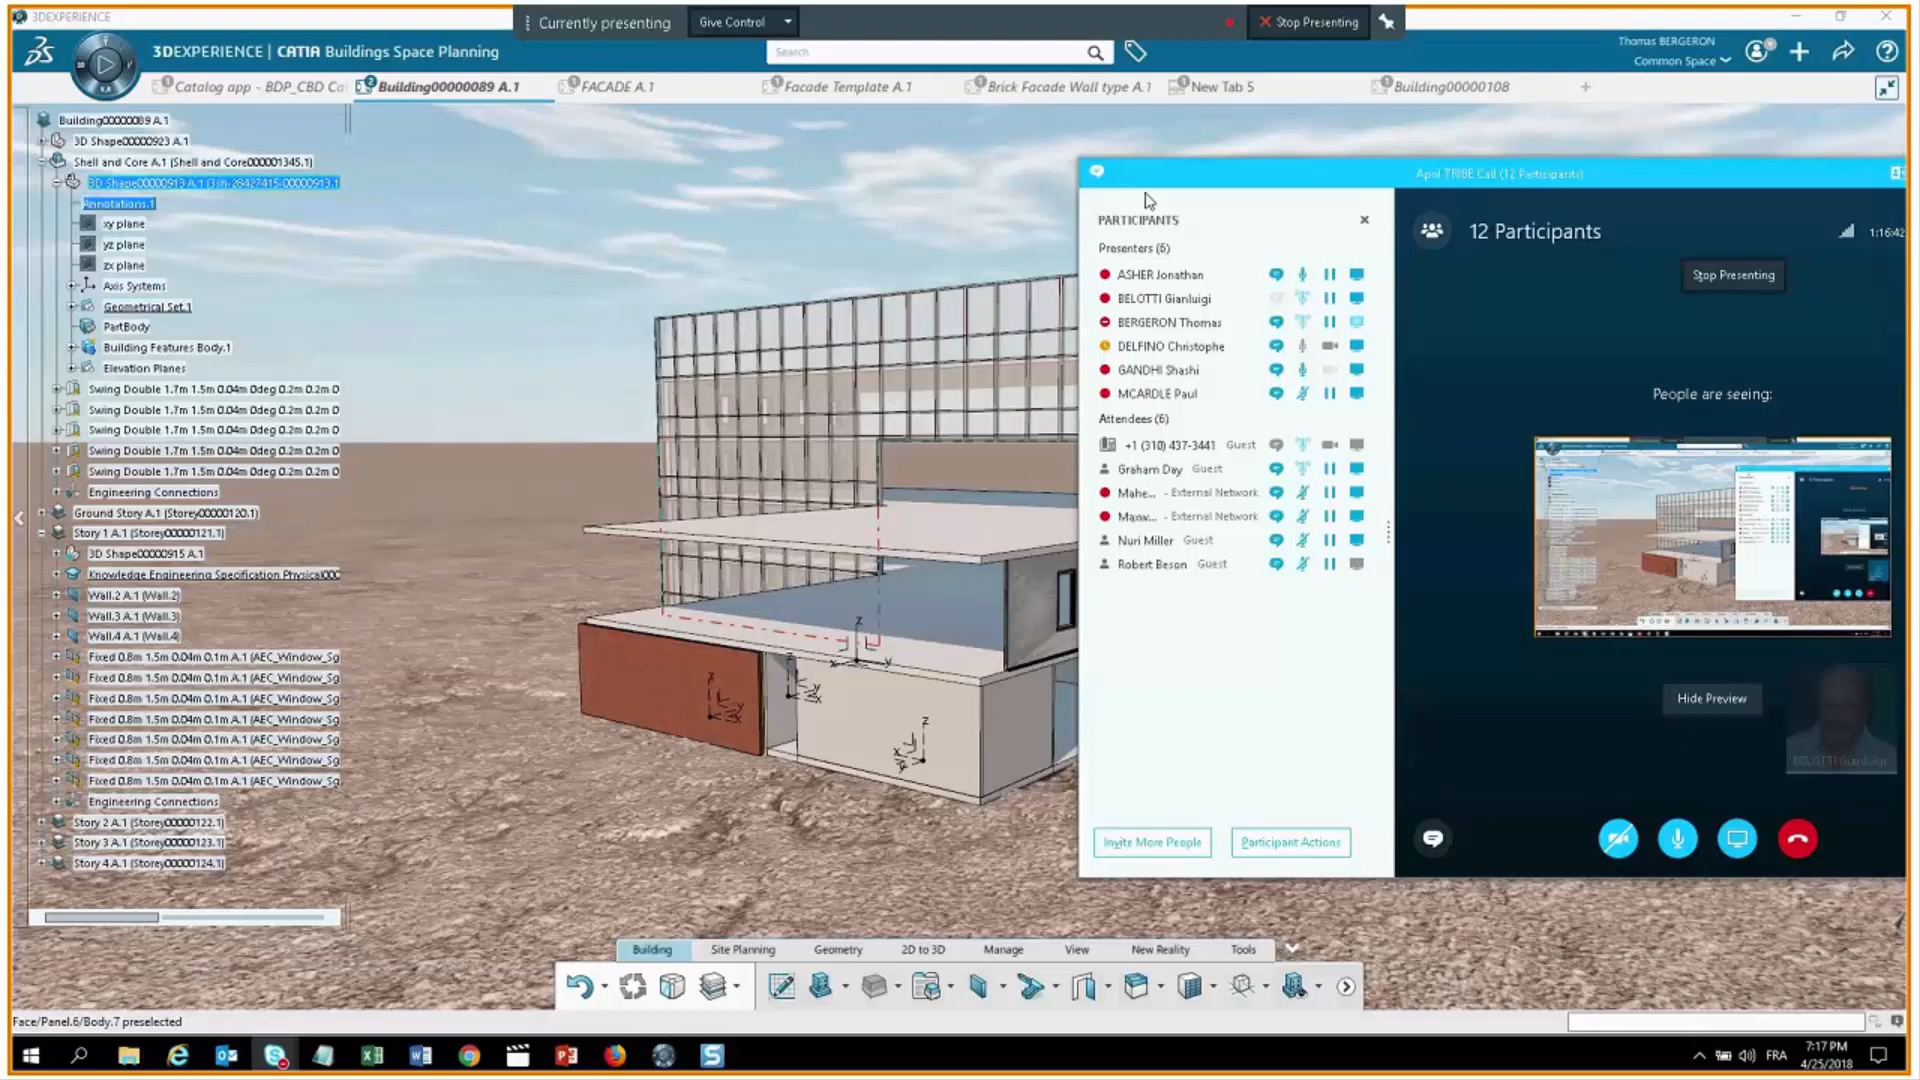 3DEXPERIENCE
Currently presenting
Give Control
Stop Presenting
3DEXPERIENCE | CATIA Buildings Space Planning
Search
Thomas BERGERON
Common Space
Catalog app - BDP_CBD Ca
Building00000089 A.1
FACADE A.1
Facade Template A.1
Brick Facade Wall type A.1
New Tab 5
Building00000108
Building00000089 A.1
3D Shape00000923 A.1
Shell and Core A.1 (Shell and Core000001345.1)
3D Shape00000913 A.1 (3sh-28427415-00000913.1
Annotations.1
xy plane
yz plane
zx plane
Axis Systems
Geometrical Set.1
PartBody
Building Features Body.1
Elevation Planes
Swing Double 1.7m 1.5m 0.04m 0deg 0.2m 0.2m D
Swing Double 1.7m 1.5m 0.04m 0deg 0.2m 0.2m D
Swing Double 1.7m 1.5m 0.04m 0deg 0.2m 0.2m D
Swing Double 1.7m 1.5m 0.04m 0deg 0.2m 0.2m D
Swing Double 1.7m 1.5m 0.04m 0deg 0.2m 0.2m D
Engineering Connections
Ground Story A.1 (Storey00000120.1)
Story 1 A.1 (Storey00000121.1)
3D Shape00000915 A.1
Knowledge Engineering Specification Physical000
Wall.2 A.1 (Wall.2)
Wall.3 A.1 (Wall.3)
Wall.4 A.1 (Wall.4)
Fixed 0.8m 1.5m 0.04m 0.1m A.1 (AEC_Window_Sg
Fixed 0.8m 1.5m 0.04m 0.1m A.1 (AEC_Window_Sg
Fixed 0.8m 1.5m 0.04m 0.1m A.1 (AEC_Window_Sg
Fixed 0.8m 1.5m 0.04m 0.1m A.1 (AEC_Window_Sg
Fixed 0.8m 1.5m 0.04m 0.1m A.1 (AEC_Window_Sg
Fixed 0.8m 1.5m 0.04m 0.1m A.1 (AEC_Window_Sg
Fixed 0.8m 1.5m 0.04m 0.1m A.1 (AEC_Window_Sg
Engineering Connections
Story 2 A.1 (Storey00000122.1)
Story 3 A.1 (Storey00000123.1)
Story 4 A.1 (Storey00000124.1)
April TRIBE Call (12 Participants)
PARTICIPANTS
Presenters (6)
ASHER Jonathan
BELOTTI Gianluigi
BERGERON Thomas
DELFINO Christophe
GANDHI Shashi
MCARDLE Paul
Attendees (6)
+1 (310) 437-3441 Guest
Graham Day Guest
Mahe... - External Network
Maxw... - External Network
Nuri Miller Guest
Robert Beson Guest
Invite More People
Participant Actions
12 Participants
1:16:42
Stop Presenting
People are seeing:
Hide Preview
BELOTTI Gianluigi
Building
Site Planning
Geometry
2D to 3D
Manage
View
New Reality
Tools
Face/Panel.6/Body.7 preselected
FRA
7:17 PM
4/25/2018